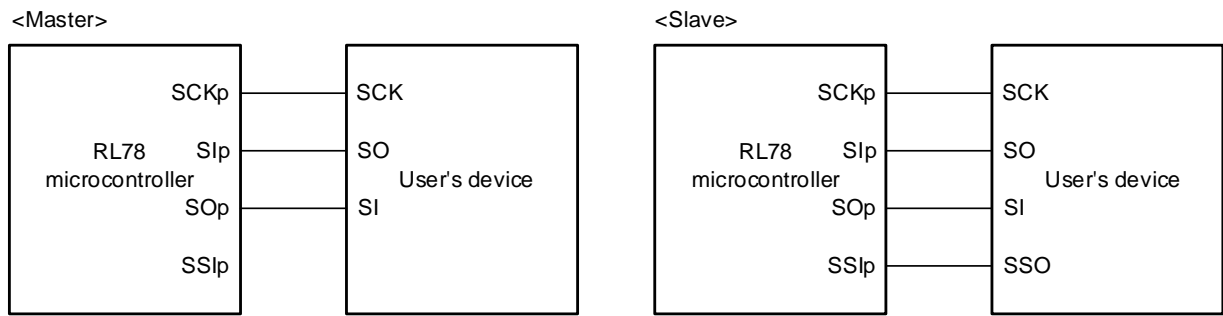 <Master>
SCKp
SCK
RL78
microcontroller
SIp
SO
User's device
SOp
SI
SSIp
<Slave>
SCKp
SCK
RL78
microcontroller
SIp
SO
User's device
SOp
SI
SSIp
SSO